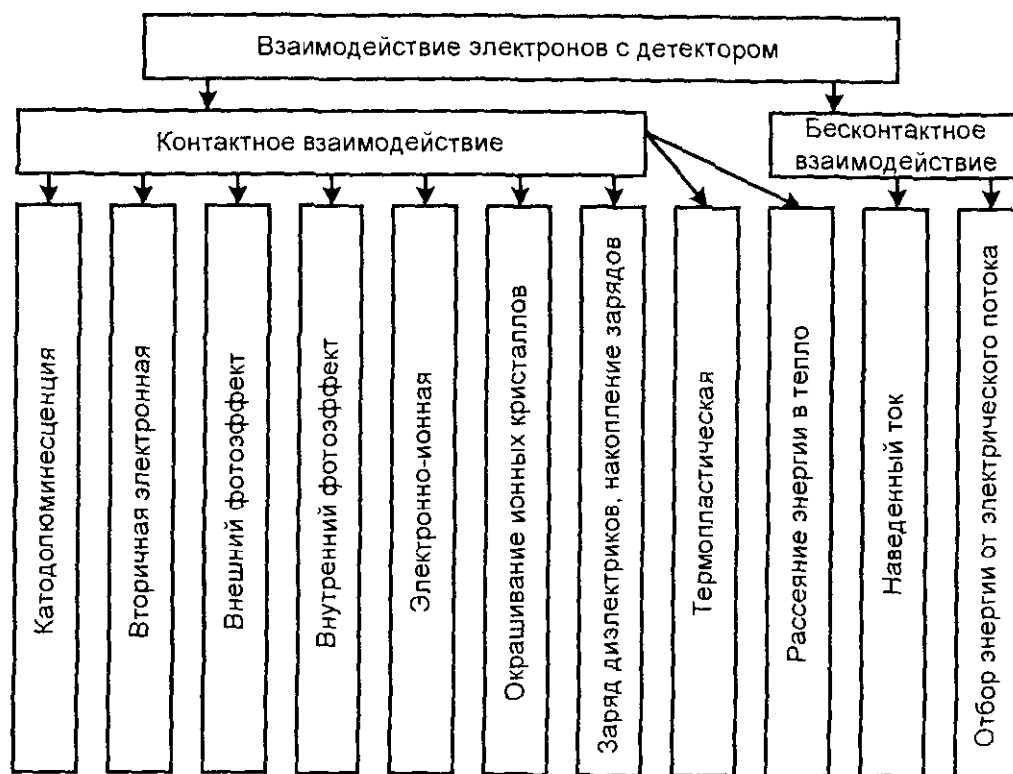 Взаимодействие электронов с детектором
Контактное взаимодействие
Бесконтактное
взаимодействие
Катодолюминесценция
Вторичная электронная
Внешний фотоэффект
Внутренний фотоэффект
Электронно-ионная
Окрашивание ионных кристаллов
Заряд диэлектриков, накопление зарядов
Термопластическая
Рассеяние энергии в тепло
Наведенный ток
Отбор энергии от электрического потока